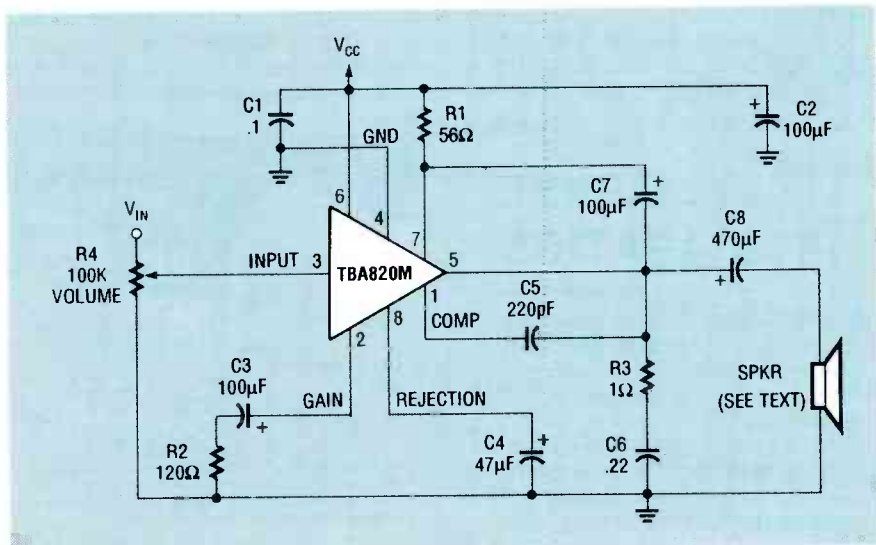 VCC
C1
.1
GND
R1
56Ω
+
C2
100µF
C7
100µF
+
6
4
7
VIN
R4
100K
VOLUME
INPUT
3
TBA820M
5
C8
470µF
+
1
COMP
8
2
C5
220pF
C3
100µF
+
GAIN
REJECTION
R3
1Ω
SPKR
(SEE TEXT)
R2
120Ω
C4
47µF
+
C6
.22